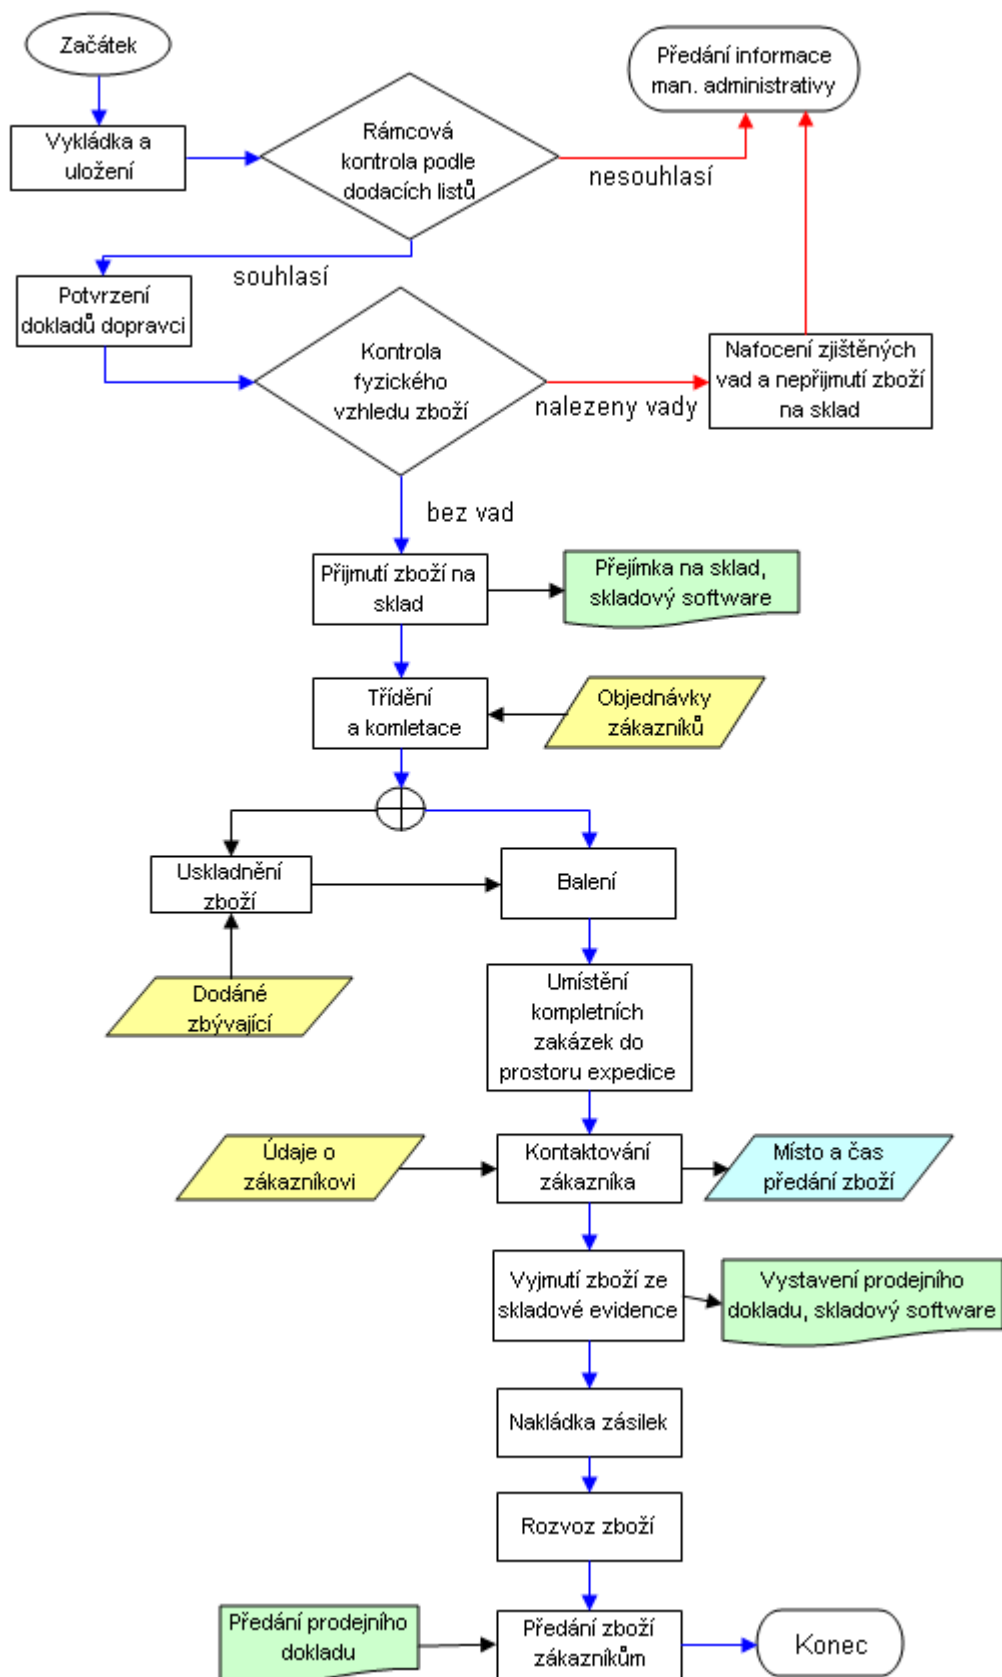 Začátek
Předání informace
man. administrativy
Vykládka a
uložení
Rámcová
kontrola podle
dodacích listů
nesouhlasí
souhlasí
Potvrzení
dokladů dopravci
Kontrola
fyzického
vzhledu zboží
nalezeny vady
Nafocení zjištěných
vad a nepřijmutí zboží
na sklad
bez vad
Přijmutí zboží na
sklad
Přejímka na sklad,
skladový software
Třídění
a komletace
Objednávky
zákazníků
Uskladnění
zboží
Balení
Dodáné
zbývající
Umístění
kompletních
zakázek do
prostoru expedice
Údaje o
zákazníkovi
Kontaktování
zákazníka
Místo a čas
předání zboží
Vyjmutí zboží ze
skladové evidence
Vystavení prodejního
dokladu, skladový software
Nakládka zásilek
Rozvoz zboží
Předání prodejního
dokladu
Předání zboží
zákazníkům
Konec